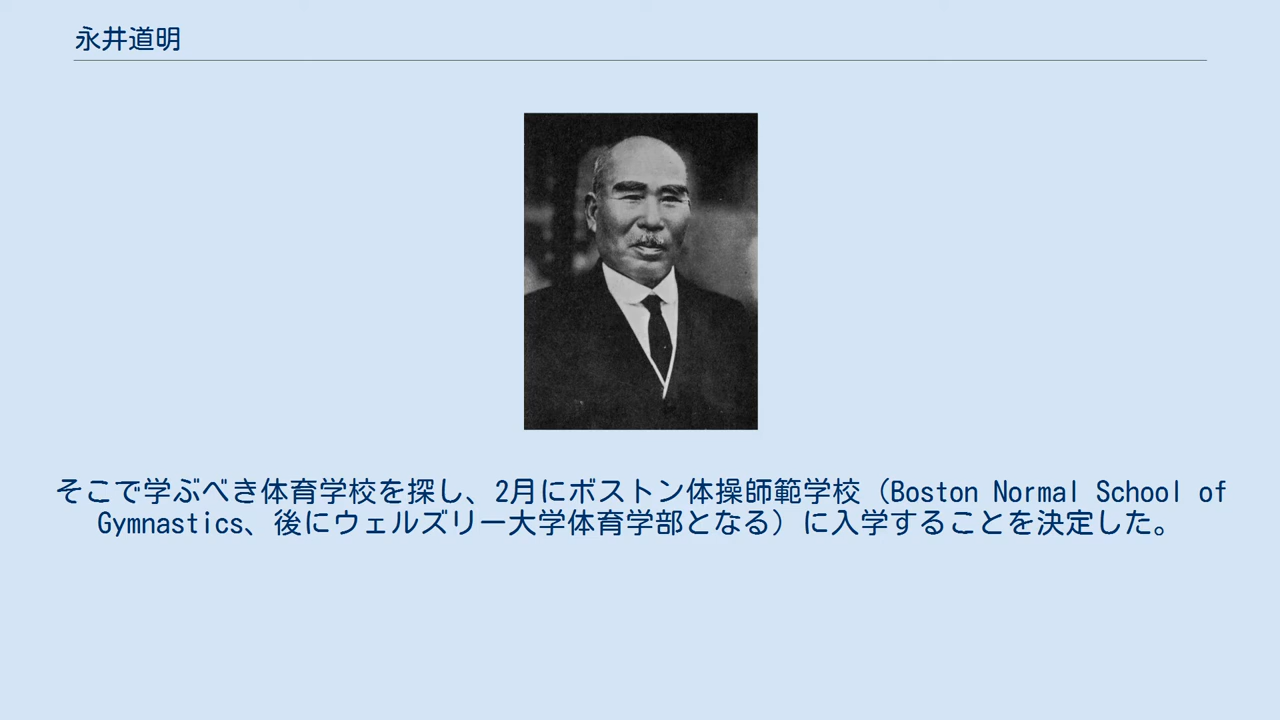 永井道明
そこで学ぶべき体育学校を探し、2月にボストン体操師範学校（Boston Normal School of
Gymnastics、後にウェルズリー大学体育学部となる）に入学することを決定した。